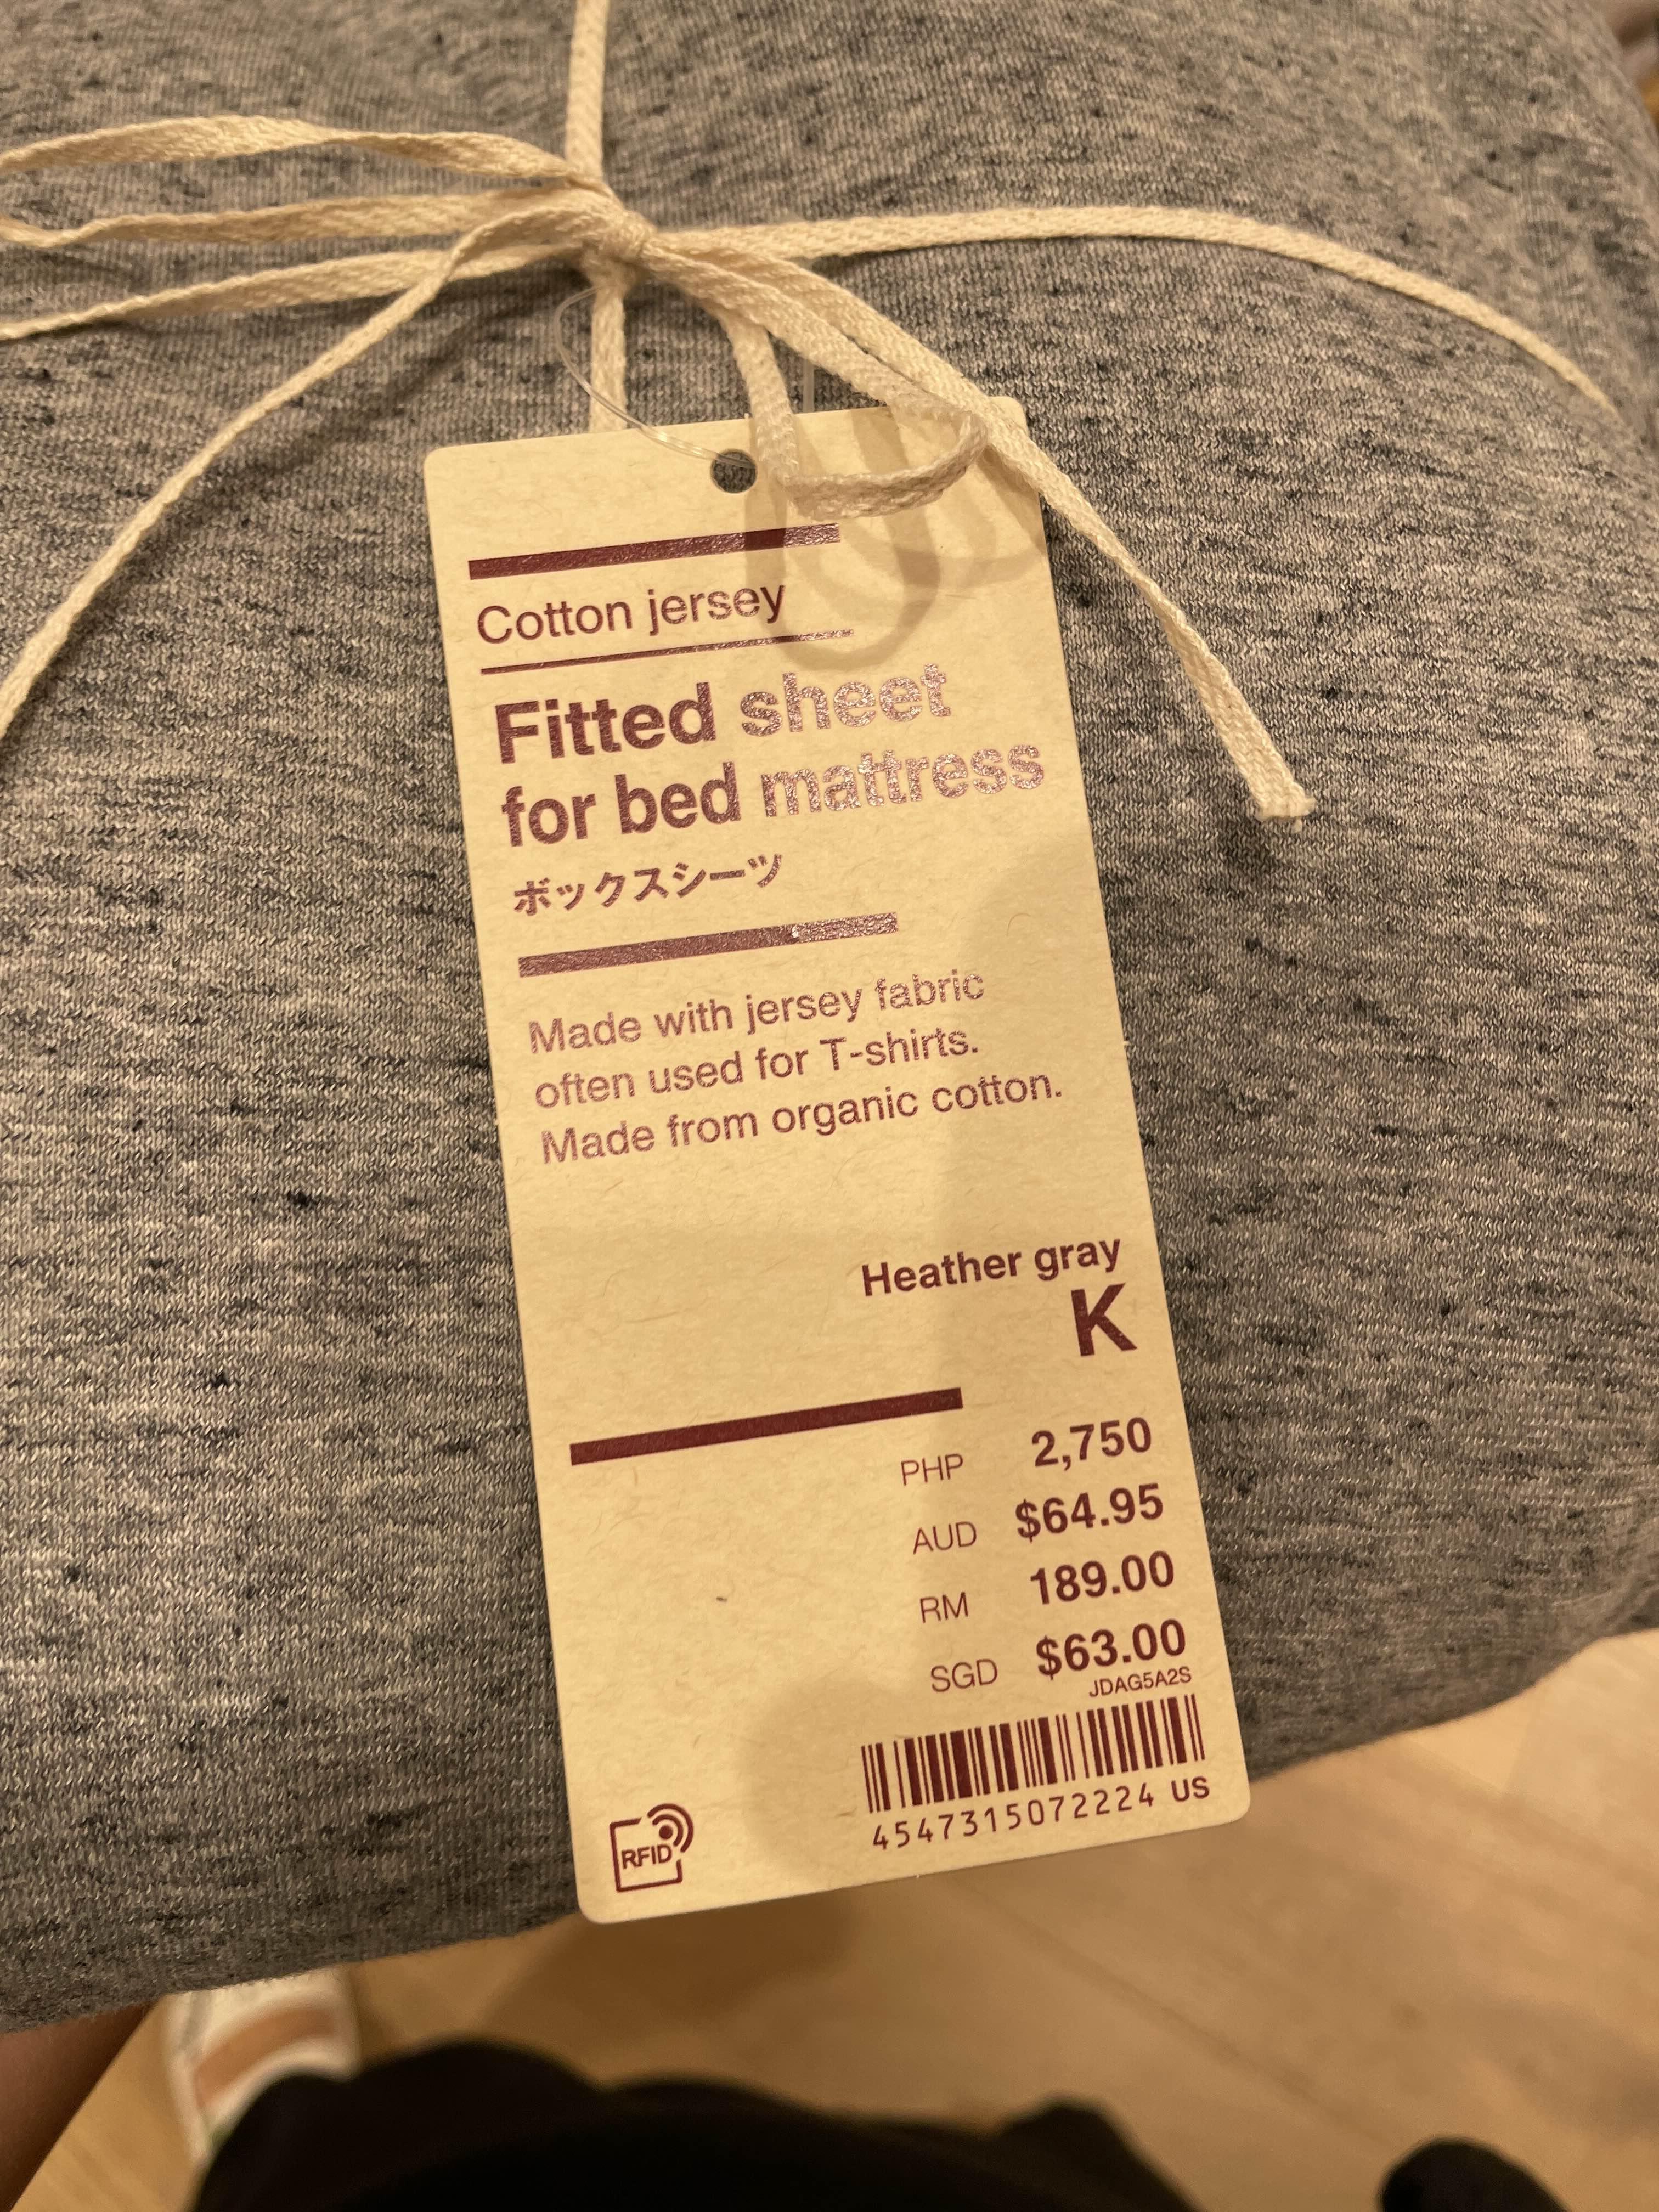 Cotton jersey
Fitted sheet
for bed mattress
ボックスシーツ
Made with jersey fabric
often used for T-shirts.
Made from organic cotton.
Heather gray
K
PHP 2,750
AUD $64.95
RM 189.00
SGD $63.00
JDAG5A2S
4547315072224 US
RFID